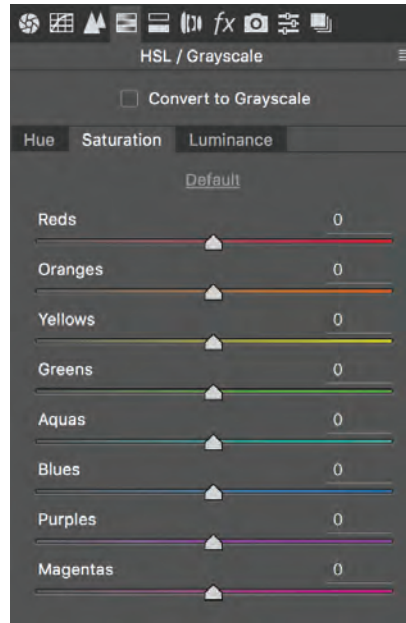 fx
HSL / Grayscale
Convert to Grayscale
Hue Saturation Luminance
Default
Reds 0
Oranges 0
Yellows 0
Greens 0
Aquas 0
Blues 0
Purples 0
Magentas 0